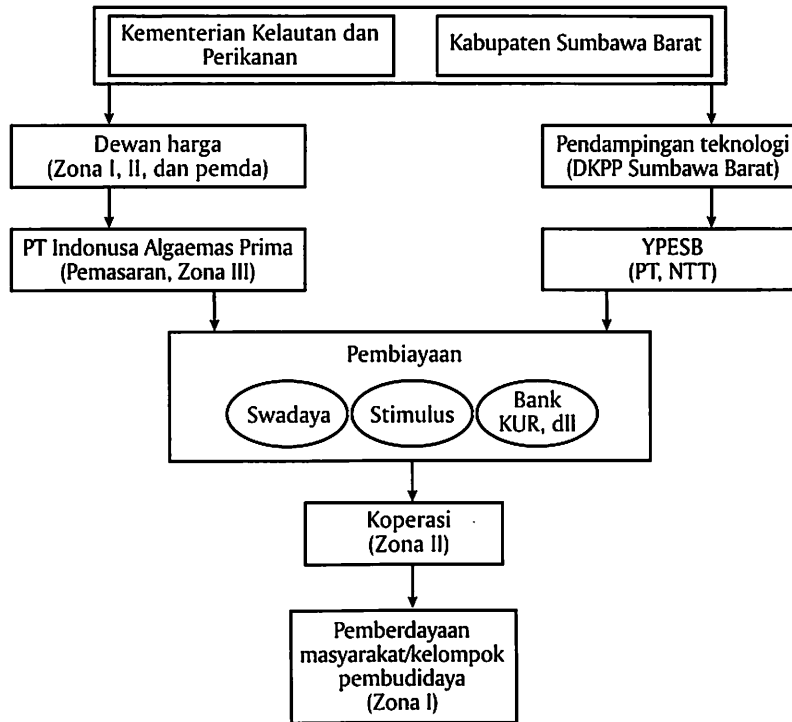 Kementerian Kelautan dan
Perikanan
Kabupaten Sumbawa Barat
Dewan harga
(Zona I, II, dan pemda)
Pendampingan teknologi
(DKPP Sumbawa Barat)
PT Indonusa Algaemas Prima
(Pemasaran, Zona III)
YPESB
(PT, NTT)
Pembiayaan
Swadaya
Stimulus
Bank
KUR, dll
Koperasi
(Zona II)
Pemberdayaan
masyarakat/kelompok
pembudidaya
(Zona I)